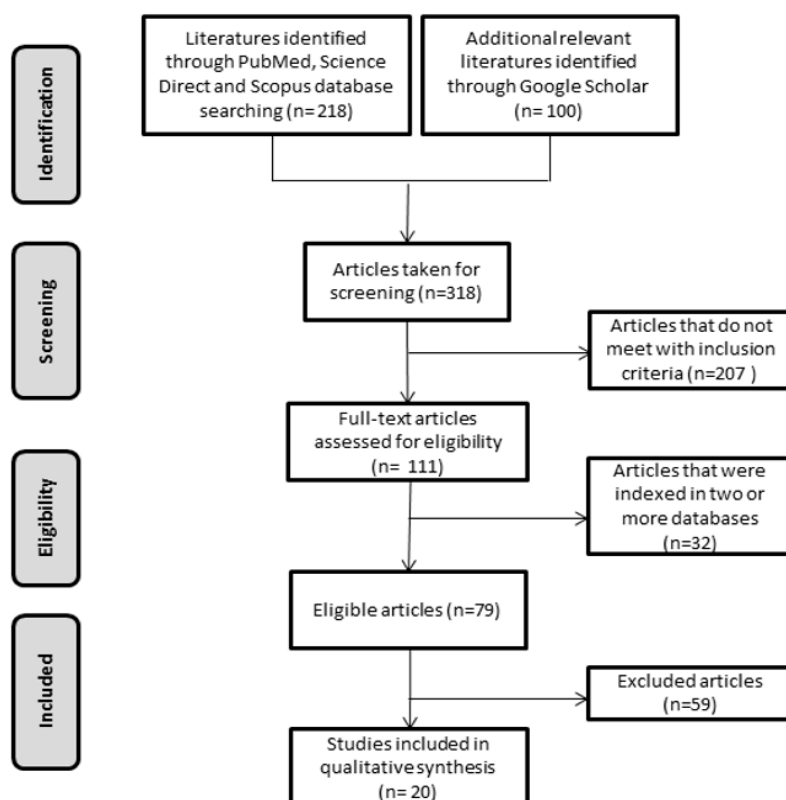 Identification
Literatures identified
through PubMed, Science
Direct and Scopus database
searching (n= 218)
Additional relevant
literatures identified
through Google Scholar
(n= 100)
Screening
Articles taken for
screening (n=318)
Articles that do not
meet with inclusion
criteria (n=207 )
Full-text articles
assessed for eligibility
(n= 111)
Eligibility
Articles that were
indexed in two or
more databases
(n=32)
Eligible articles (n=79)
Included
Excluded articles
(n=59)
Studies included in
qualitative synthesis
(n= 20)